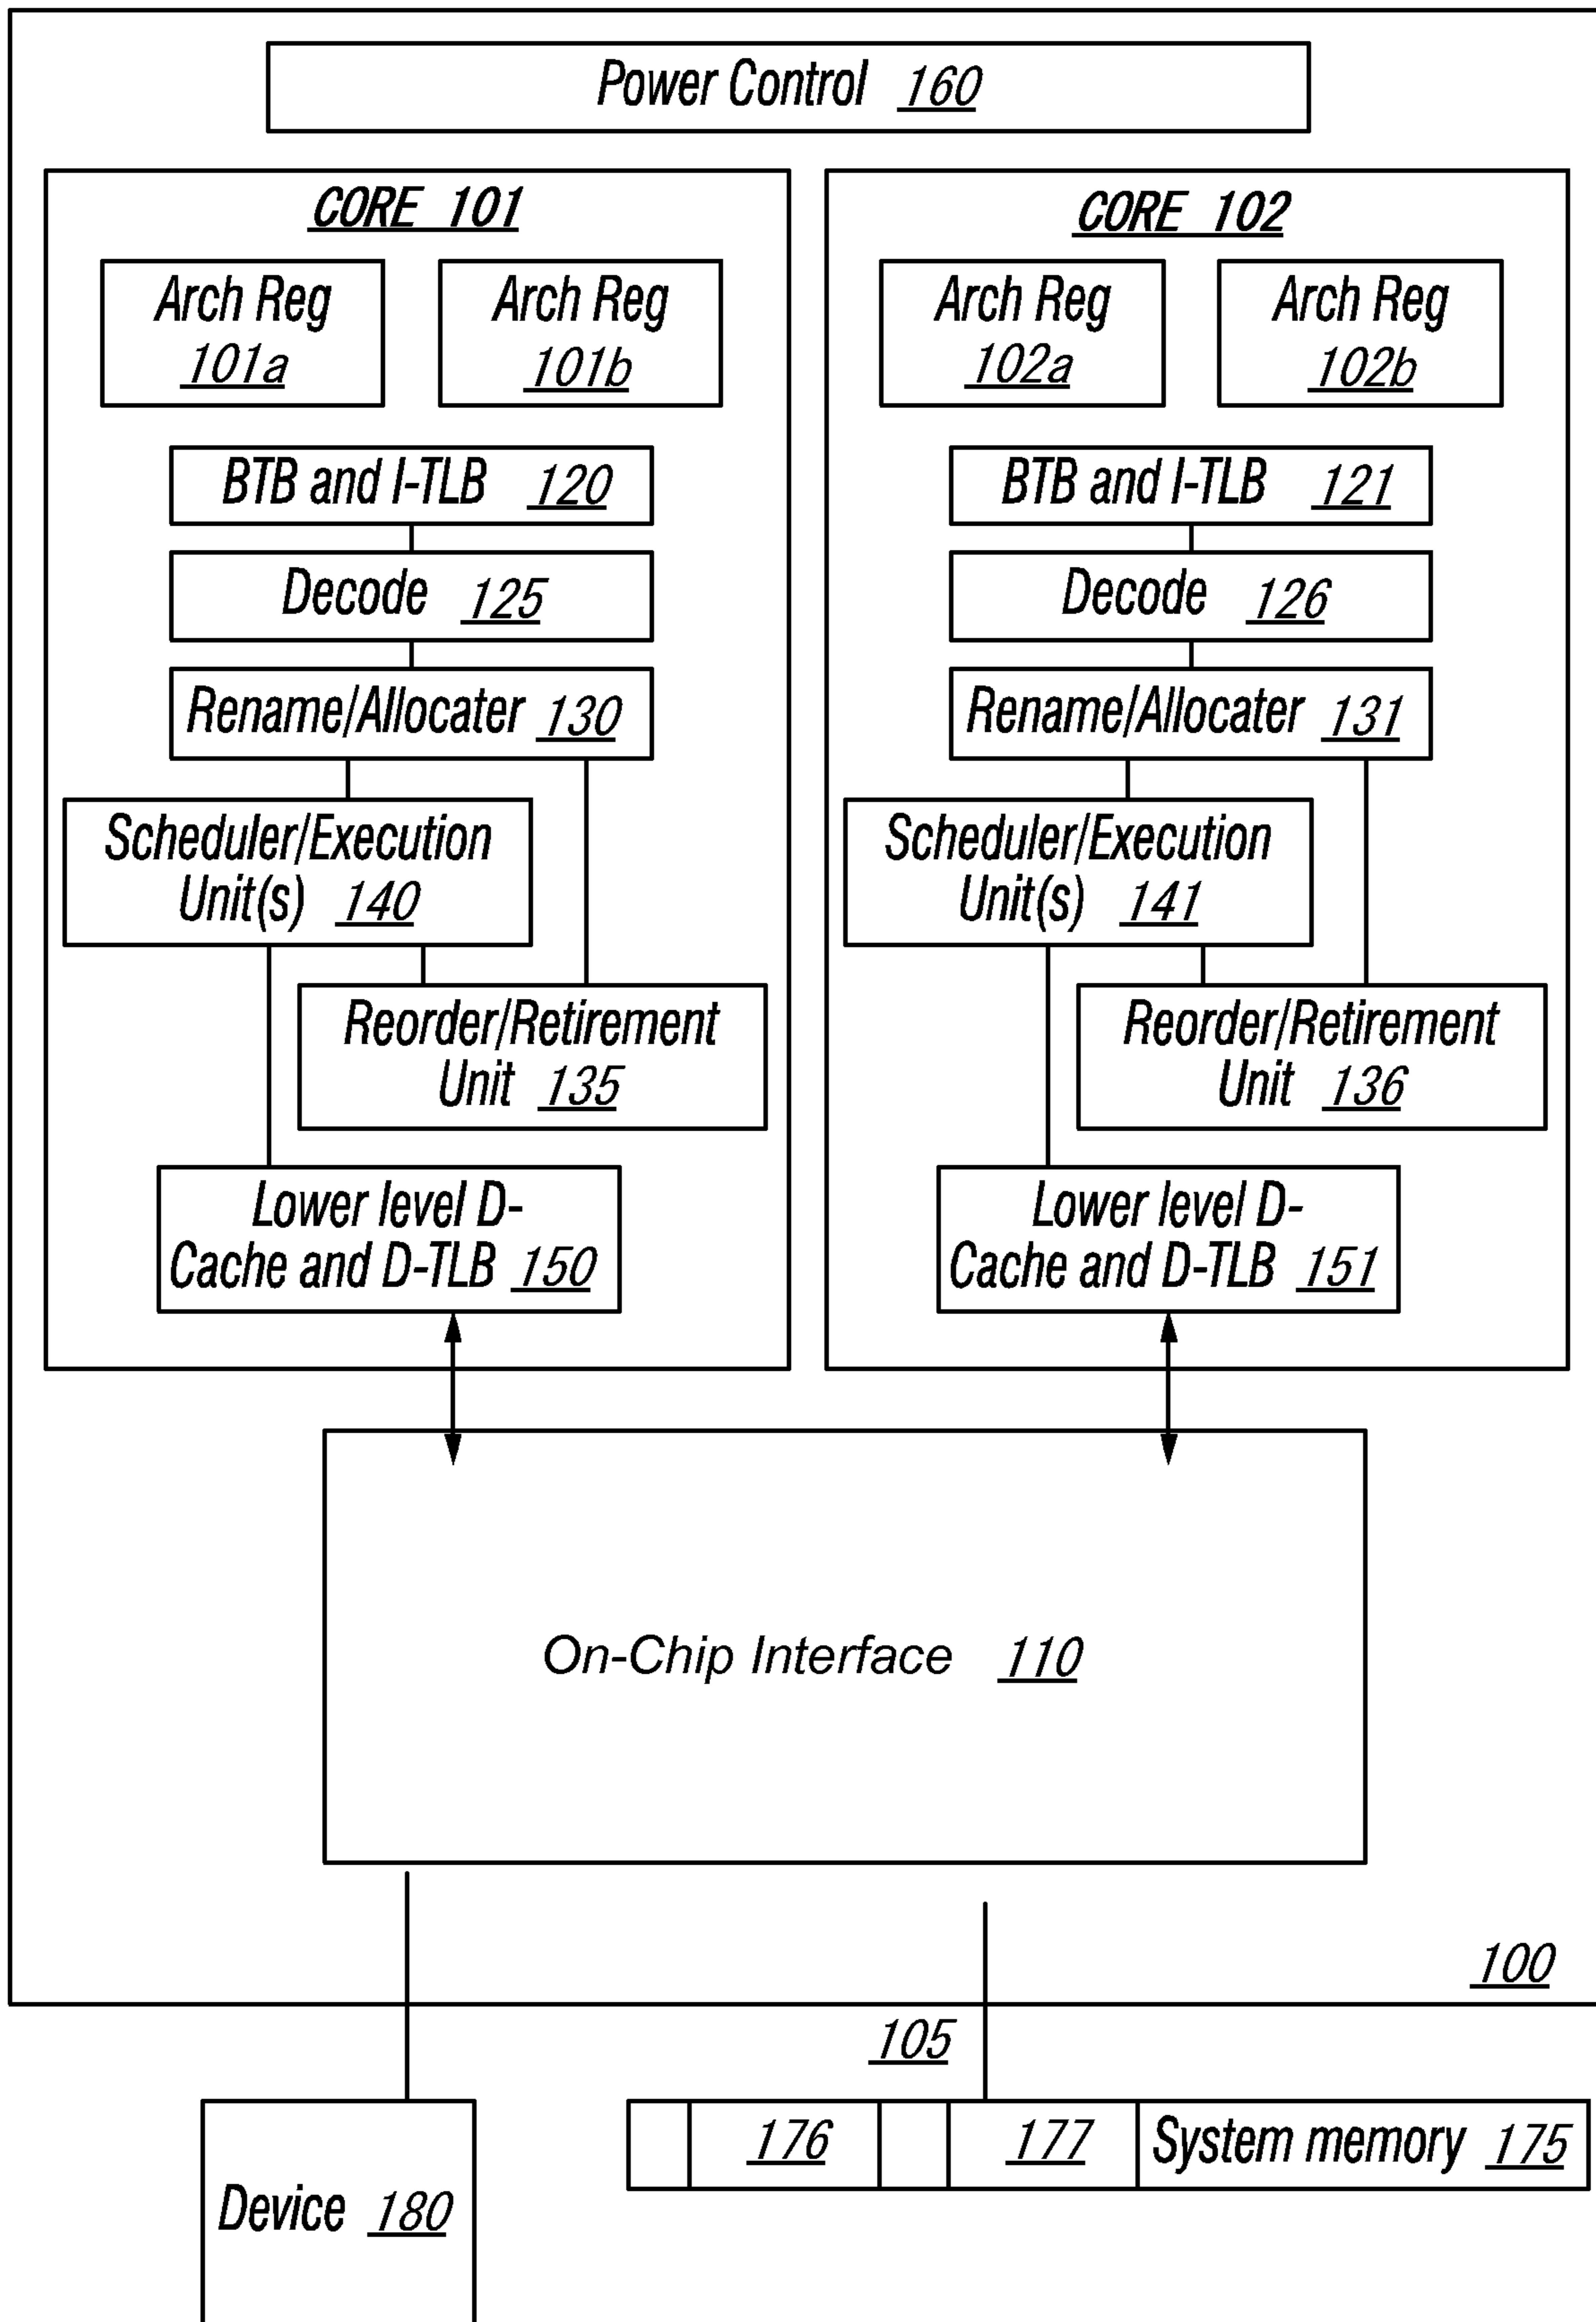 Power Control 160
CORE 101
Arch Reg
101a
Arch Reg
101b
BTB and I-TLB 120
Decode 125
Rename/Allocater 130
Scheduler/Execution
Unit(s) 140
Reorder/Retirement
Unit 135
Lower level D-
Cache and D-TLB 150
CORE 102
Arch Reg
102a
Arch Reg
102b
BTB and I-TLB 121
Decode 126
Rename/Allocater 131
Scheduler/Execution
Unit(s) 141
Reorder/Retirement
Unit 136
Lower level D-
Cache and D-TLB 151
On-Chip Interface 110
100
105
176
177
System memory 175
Device 180